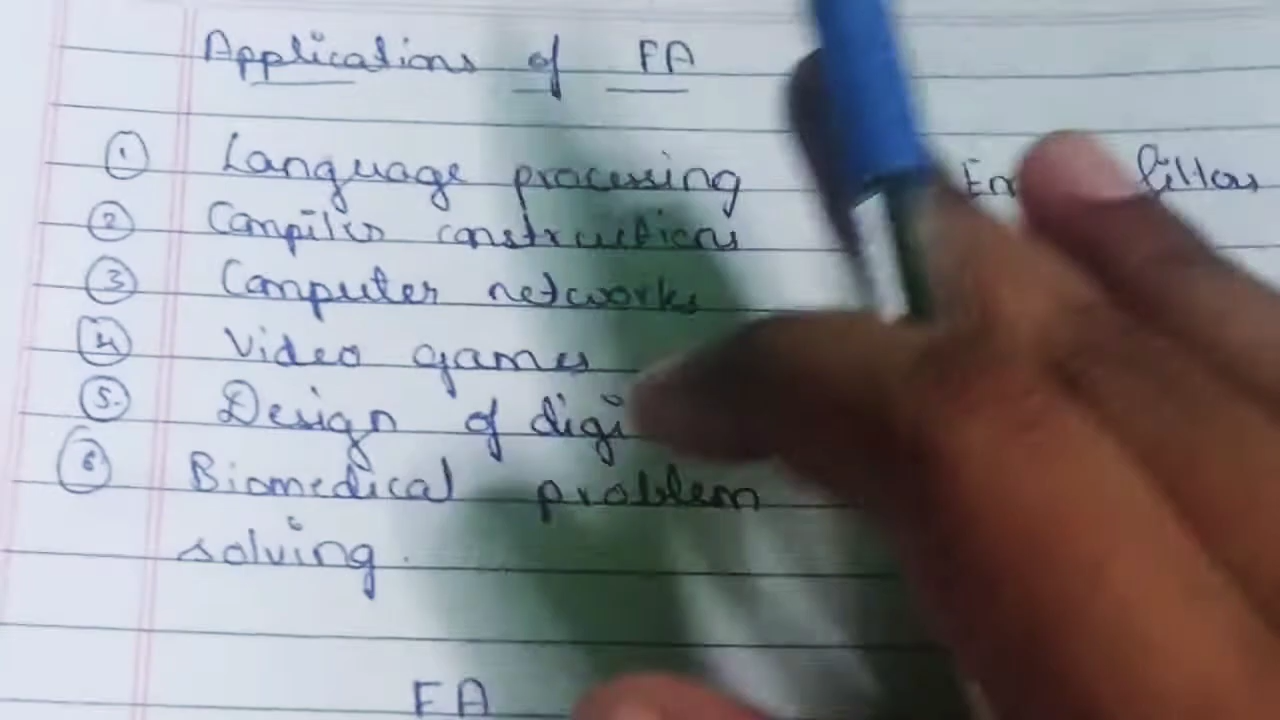 Applications of FA
① Language processing
② Compiler constructions
③ Computer networks
④ Video games
⑤ Design of digi
⑥ Biomedical problem
solving.
FA